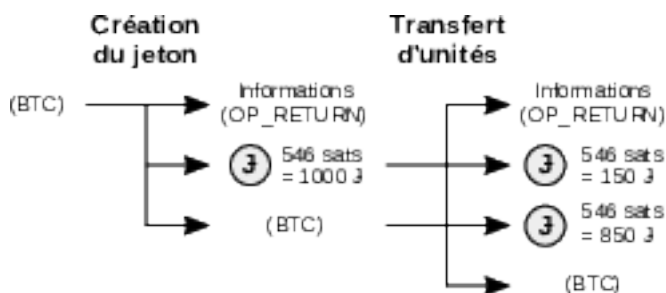 Création
du jeton
Transfert
d'unités
(BTC)
Informations
(OP_RETURN)
J 546 sats
= 1000 J
(BTC)
Informations
(OP_RETURN)
J 546 sats
= 150 J
J 546 sats
= 850 J
(BTC)